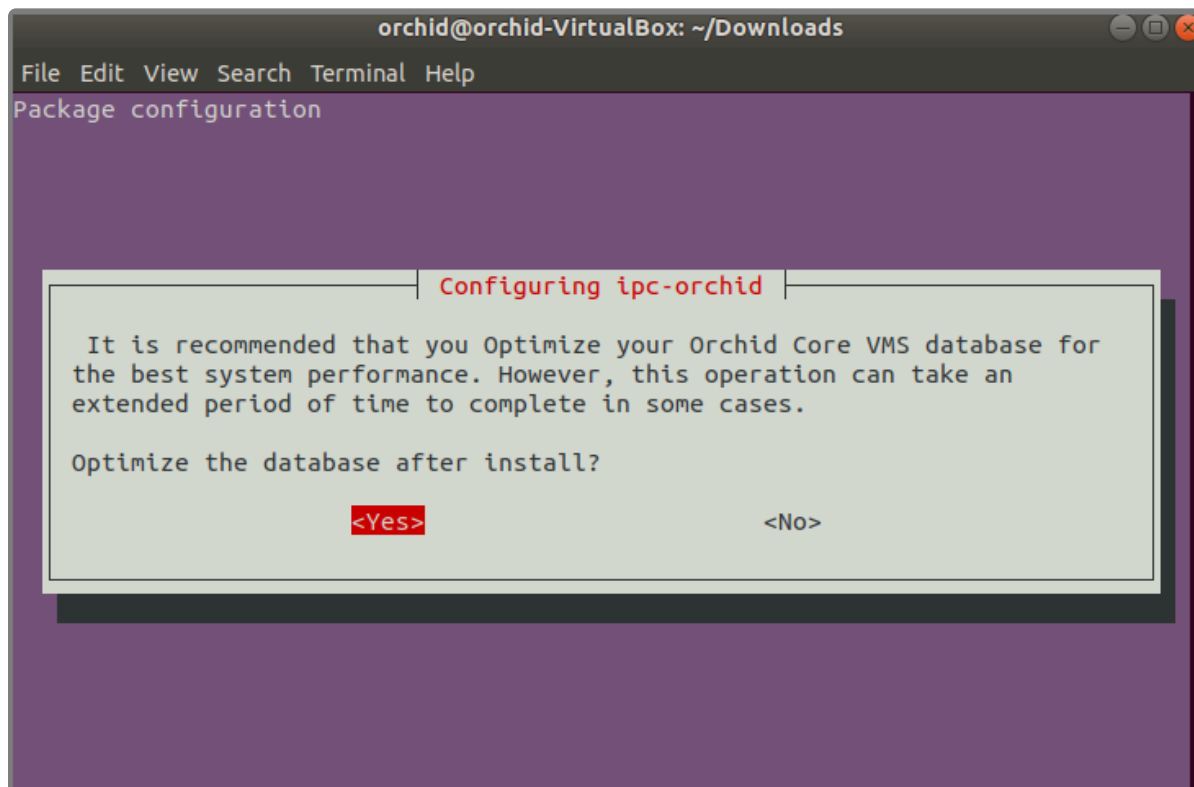 orchid@orchid-VirtualBox: ~/Downloads
File Edit View Search Terminal Help
Package configuration
Configuring ipc-orchid
It is recommended that you Optimize your Orchid Core VMS database for
the best system performance. However, this operation can take an
extended period of time to complete in some cases.
Optimize the database after install?
<Yes> <No>